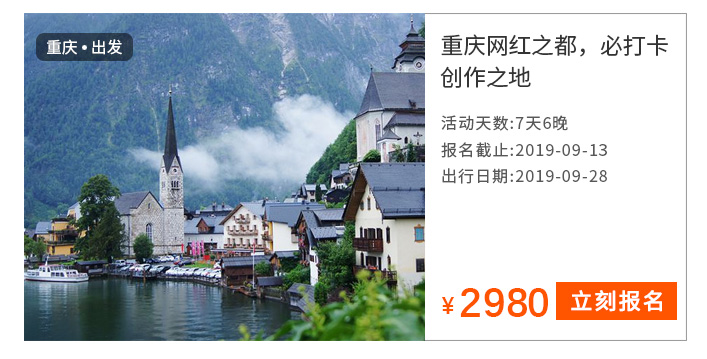 重庆•出发
重庆网红之都，必打卡
创作之地
活动天数:7天6晚
报名截止:2019-09-13
出行日期:2019-09-28
¥2980 立刻报名